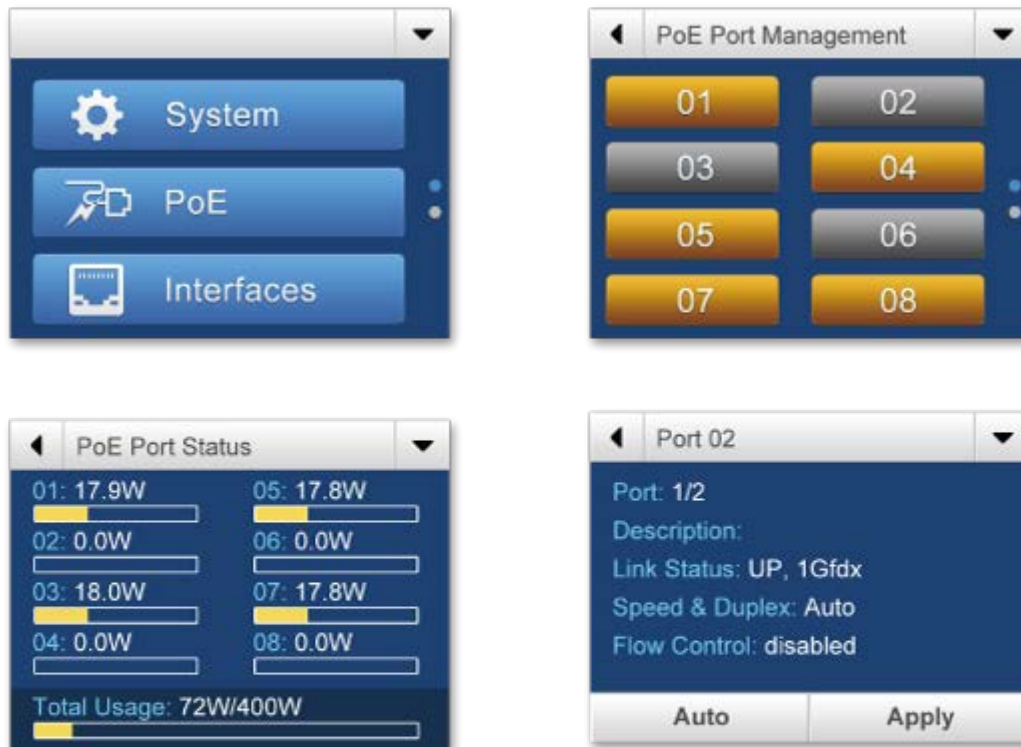 System
PoE
Interfaces
PoE Port Management
01 02
03 04
05 06
07 08
PoE Port Status
01: 17.9W 05: 17.8W
02: 0.0W 06: 0.0W
03: 18.0W 07: 17.8W
04: 0.0W 08: 0.0W
Total Usage: 72W/400W
Port 02
Port: 1/2
Description:
Link Status: UP, 1Gfdx
Speed & Duplex: Auto
Flow Control: disabled
Auto Apply